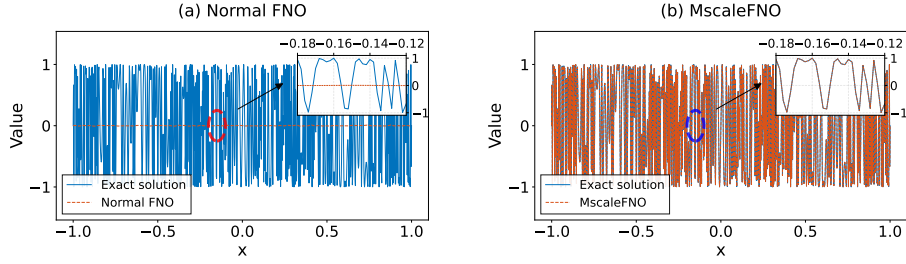 (a) Normal FNO
−0.18 −0.16 −0.14 −0.12
1
0
−1
Value
1
0
−1
Exact solution
Normal FNO
−1.0 −0.5 0.0 0.5 1.0
x
(b) MscaleFNO
−0.18 −0.16 −0.14 −0.12
1
0
−1
Value
1
0
−1
Exact solution
MscaleFNO
−1.0 −0.5 0.0 0.5 1.0
x